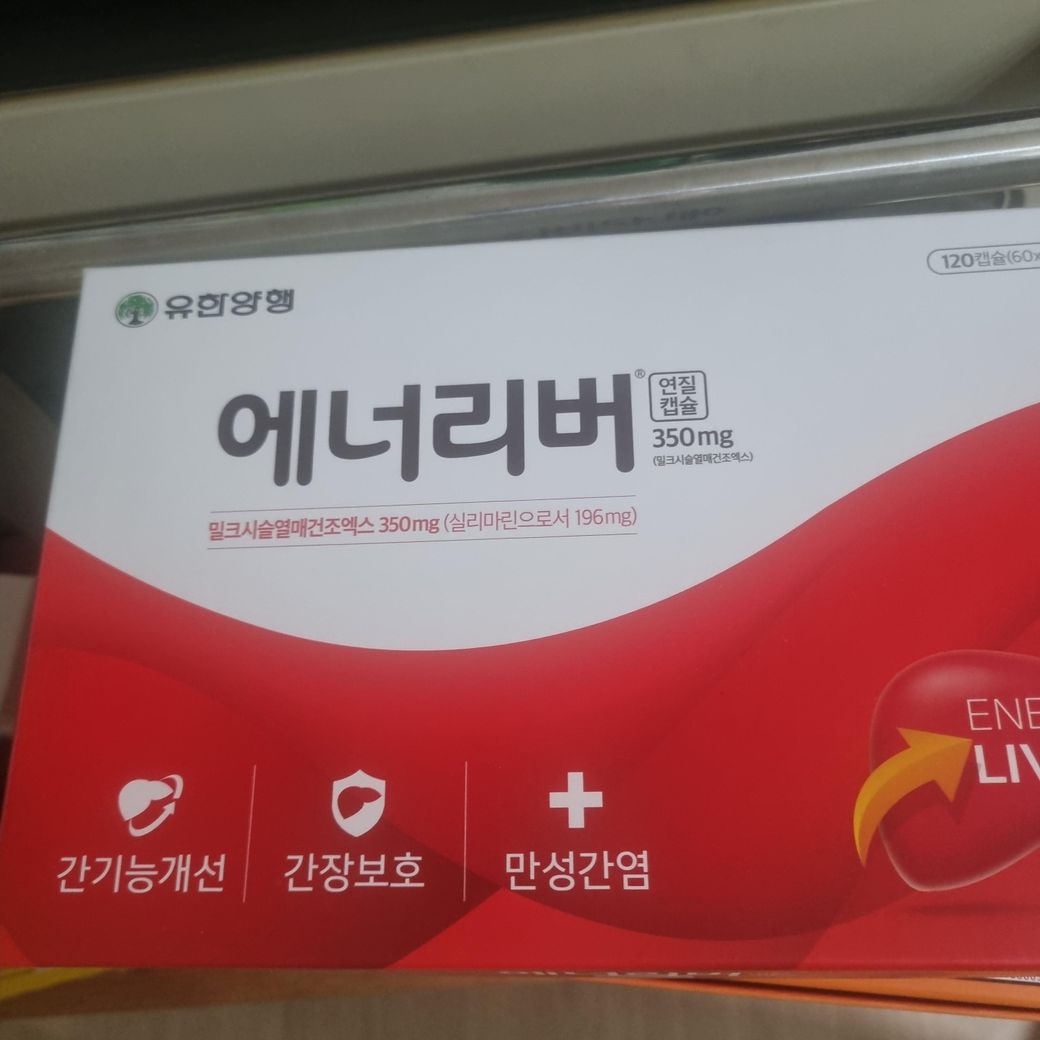 유한양행
120캡슐(60x
에너리버®
연질
캡슐
350mg
(밀크시슬열매건조엑스)
밀크시슬열매건조엑스 350mg (실리마린으로서 196mg)
ENE
LIV
간기능개선
간장보호
만성간염